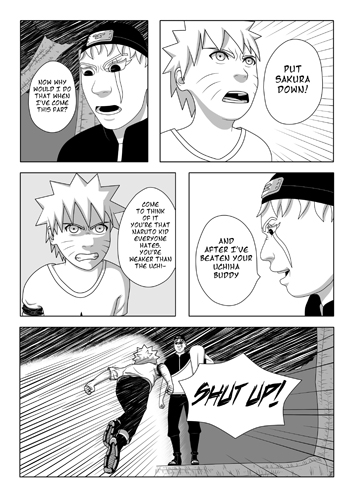 PUT
SAKURA
DOWN!
NOW WHY
WOULD I DO
THAT WHEN
I'VE COME
THIS FAR?
AND
AFTER I'VE
BEATEN YOUR
UCHIHA
BUDDY
COME
TO THINK
OF IT
YOU'RE THAT
NARUTO KID
EVERYONE
HATES.
YOU'RE
WEAKER THAN
THE UCHI-
SHUT UP!